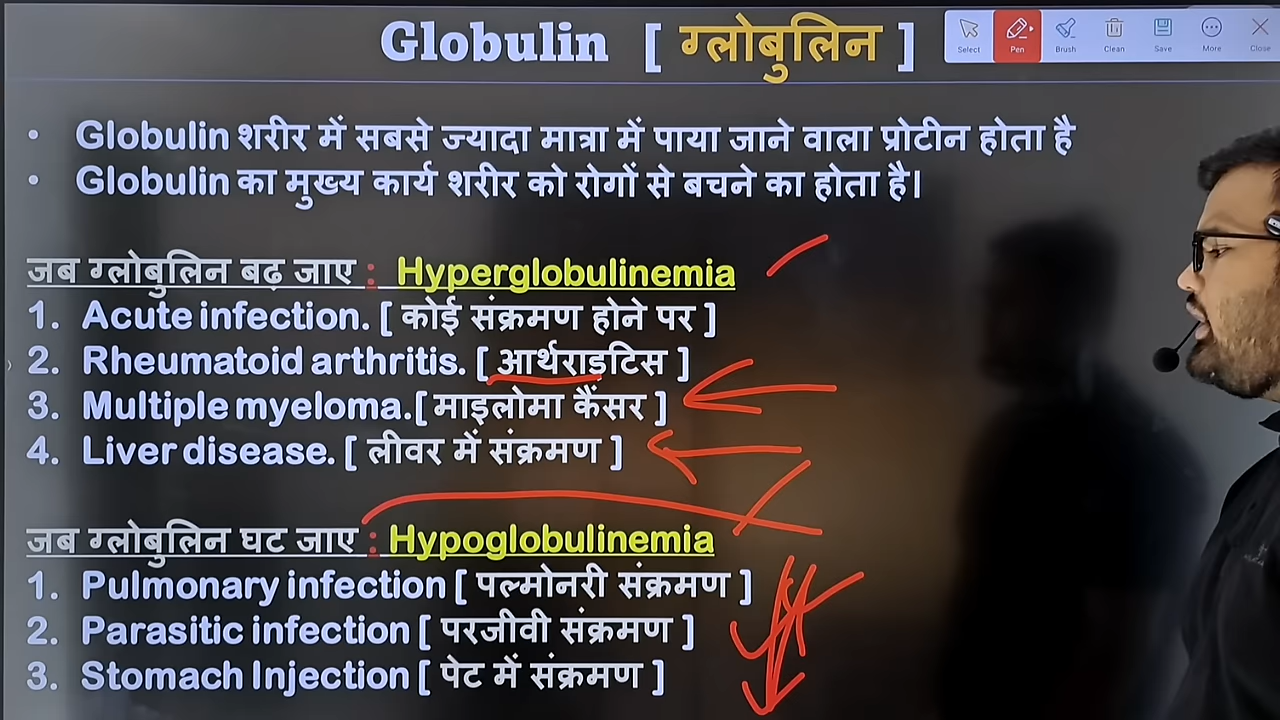 Globulin [ ग्लोबुलिन ]
Select Pen Brush Clean Save More Close
• Globulin शरीर में सबसे ज्यादा मात्रा में पाया जाने वाला प्रोटीन होता है
• Globulin का मुख्य कार्य शरीर को रोगों से बचने का होता है।
जब ग्लोबुलिन बढ़ जाए : Hyperglobulinemia
1. Acute infection. [ कोई संक्रमण होने पर ]
2. Rheumatoid arthritis. [ आर्थराइटिस ]
3. Multiple myeloma.[ माइलोमा कैंसर ]
4. Liver disease. [ लीवर में संक्रमण ]
जब ग्लोबुलिन घट जाए : Hypoglobulinemia
1. Pulmonary infection [ पल्मोनरी संक्रमण ]
2. Parasitic infection [ परजीवी संक्रमण ]
3. Stomach Injection [ पेट में संक्रमण ]